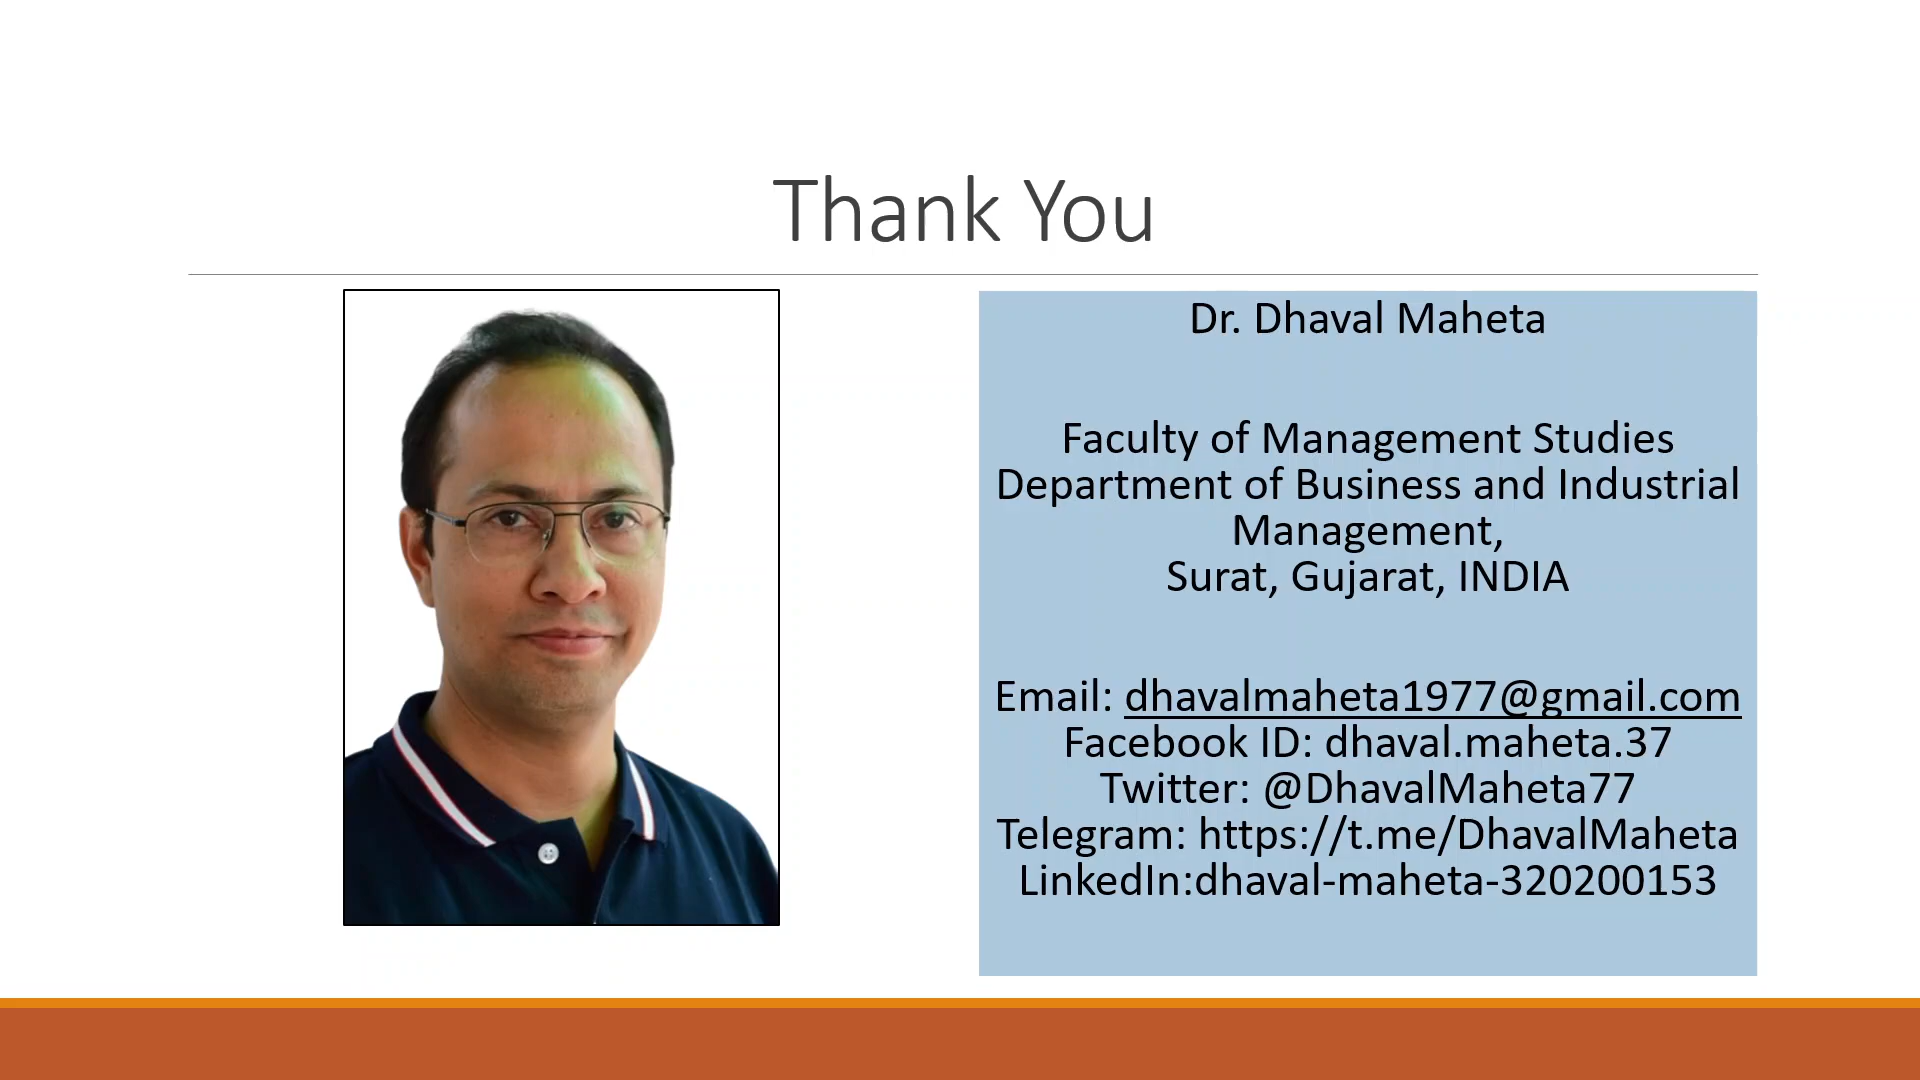 Thank You
Dr. Dhaval Maheta
Faculty of Management Studies
Department of Business and Industrial
Management,
Surat, Gujarat, INDIA
Email: dhavalmaheta1977@gmail.com
Facebook ID: dhaval.maheta.37
Twitter: @DhavalMaheta77
Telegram: https://t.me/DhavalMaheta
LinkedIn:dhaval-maheta-320200153